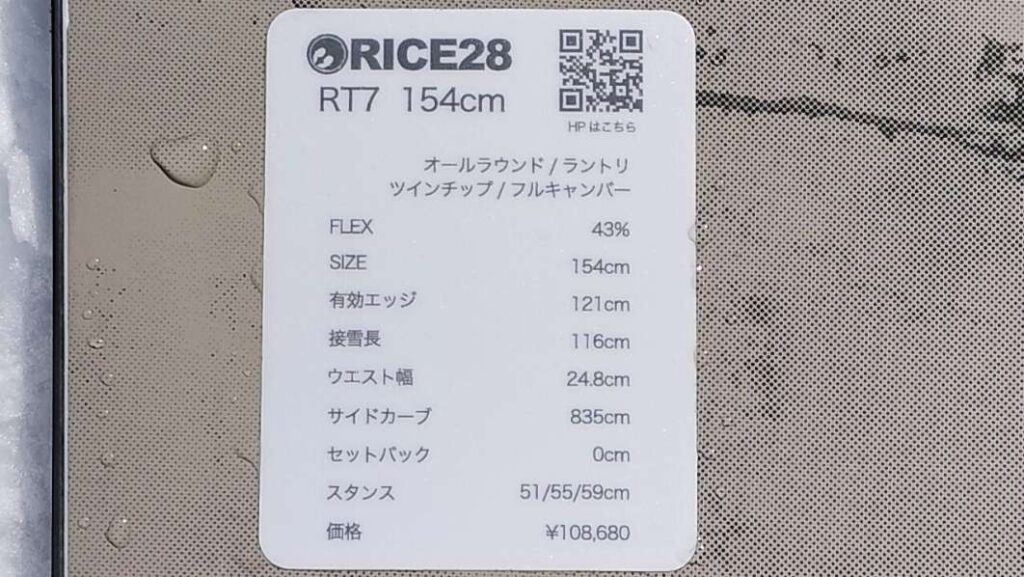 RICE28
RT7 154cm
HPはこちら
オールラウンド / ラントリ
ツインチップ / フルキャンバー
FLEX 43%
SIZE 154cm
有効エッジ 121cm
接雪長 116cm
ウエスト幅 24.8cm
サイドカーブ 835cm
セットバック 0cm
スタンス 51/55/59cm
価格 ¥108,680